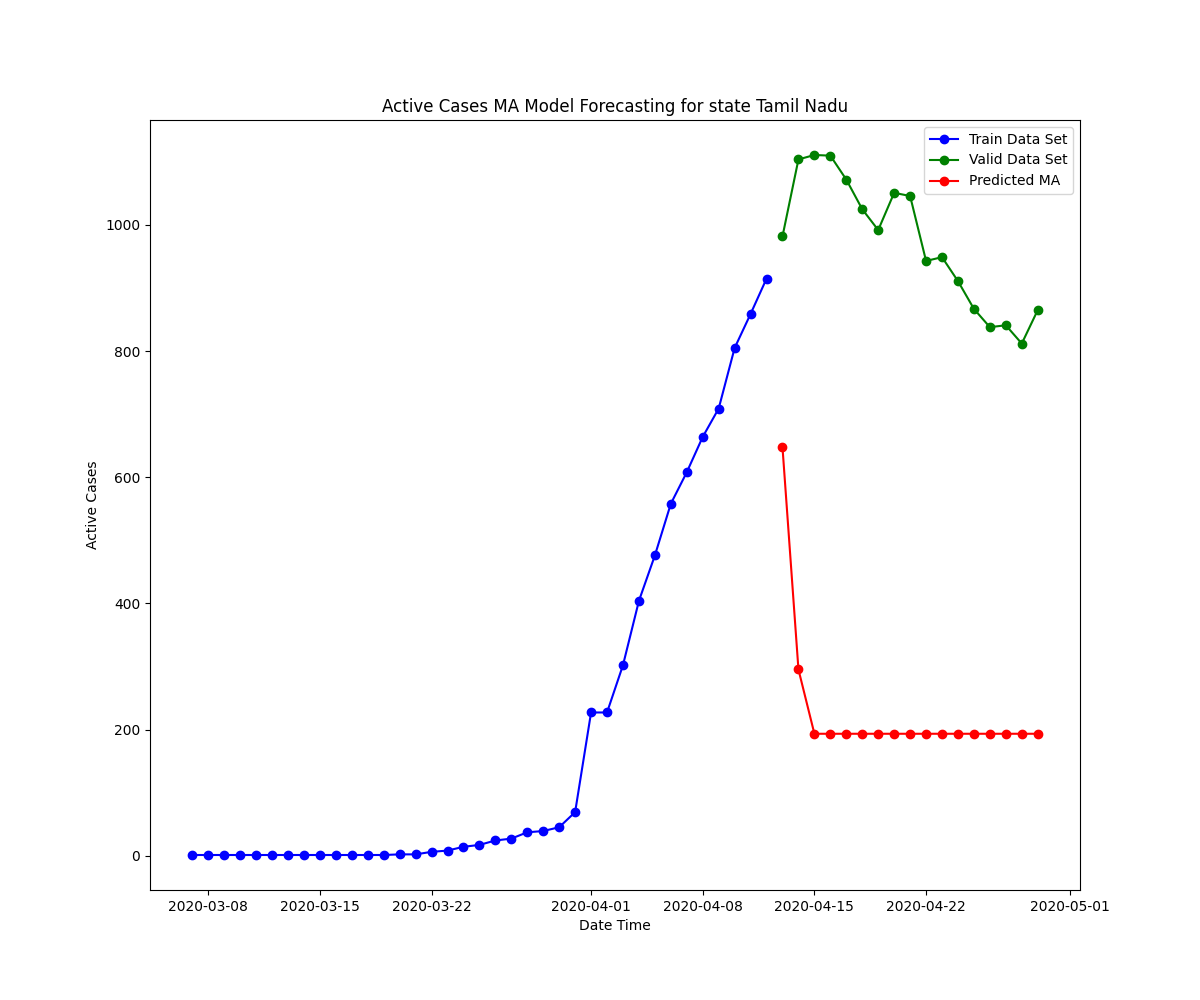 Active Cases MA Model Forecasting for state Tamil Nadu
Train Data Set
Valid Data Set
Predicted MA
1000
800
600
400
200
0
Active Cases
2020-03-08 2020-03-15 2020-03-22 2020-04-01 2020-04-08 2020-04-15 2020-04-22 2020-05-01
Date Time